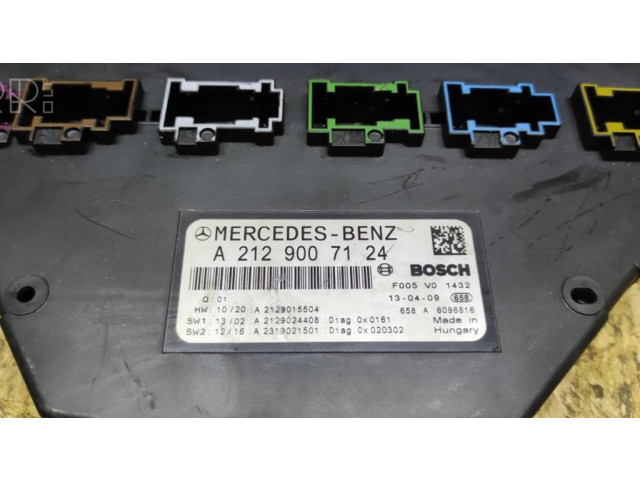 MERCEDES-BENZ
A 212 900 71 24
BOSCH
Q: 01
F005 V0 1432
13-04-09 658
HW: 10/20 A 2129015504
658 A 6096816
SW1: 13/02 A 2129024408 Diag. 0x0161
Made in
SW2: 12/16 A 2319021501 Diag. 0x020302
Hungary